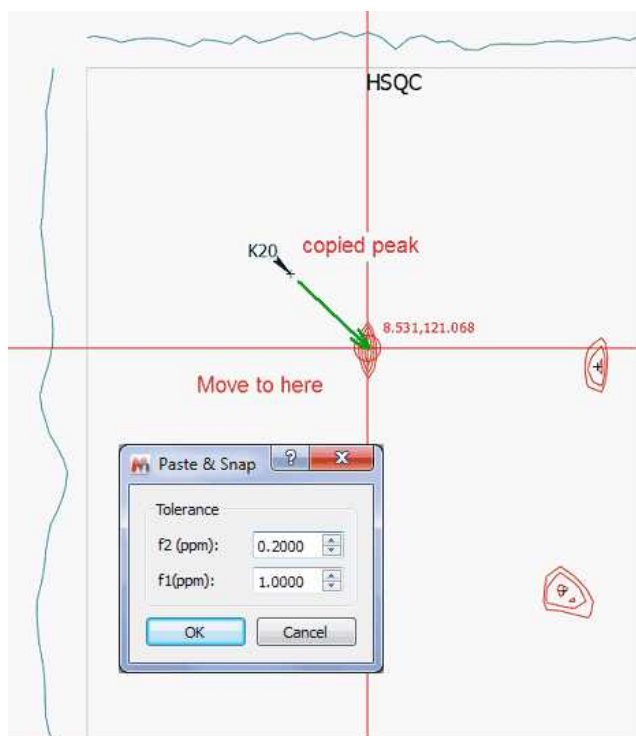 HSQC
K20
copied peak
8.531,121.068
Move to here
Paste & Snap
?
X
Tolerance
f2 (ppm):
0.2000
f1(ppm):
1.0000
OK
Cancel